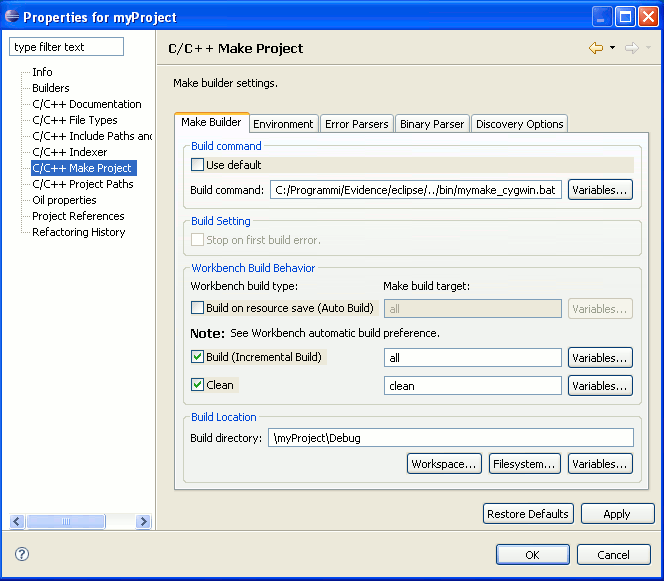 Properties for myProject
type filter text
Info
Builders
C/C++ Documentation
C/C++ File Types
C/C++ Include Paths and
C/C++ Indexer
C/C++ Make Project
C/C++ Project Paths
Oil properties
Project References
Refactoring History
C/C++ Make Project
Make builder settings.
Make Builder Environment Error Parsers Binary Parser Discovery Options
Build command
Use default
Build command: C:/Programmi/Evidence/eclipse/../bin/mymake_cygwin.bat Variables...
Build Setting
Stop on first build error.
Workbench Build Behavior
Workbench build type: Make build target:
Build on resource save (Auto Build) all Variables...
Note: See Workbench automatic build preference.
Build (Incremental Build) all Variables...
Clean clean Variables...
Build Location
Build directory: \myProject\Debug
Workspace... Filesystem... Variables...
Restore Defaults Apply
? OK Cancel